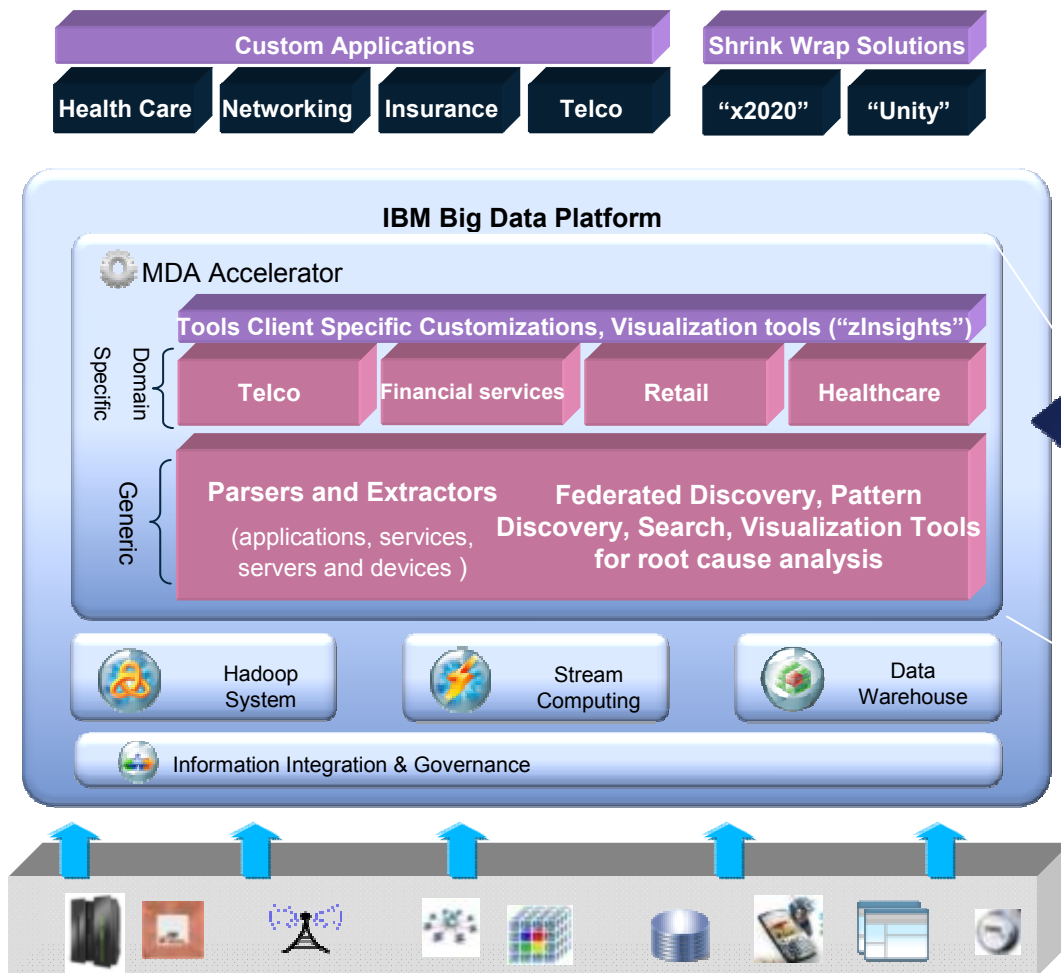 Custom Applications
Shrink Wrap Solutions
Health Care
Networking
Insurance
Telco
“x2020”
“Unity”
IBM Big Data Platform
MDA Accelerator
Tools Client Specific Customizations, Visualization tools (“zInsights”)
Domain
Specific
Telco
Financial services
Retail
Healthcare
Generic
Parsers and Extractors
(applications, services,
servers and devices )
Federated Discovery, Pattern
Discovery, Search, Visualization Tools
for root cause analysis
Hadoop
System
Stream
Computing
Data
Warehouse
Information Integration & Governance